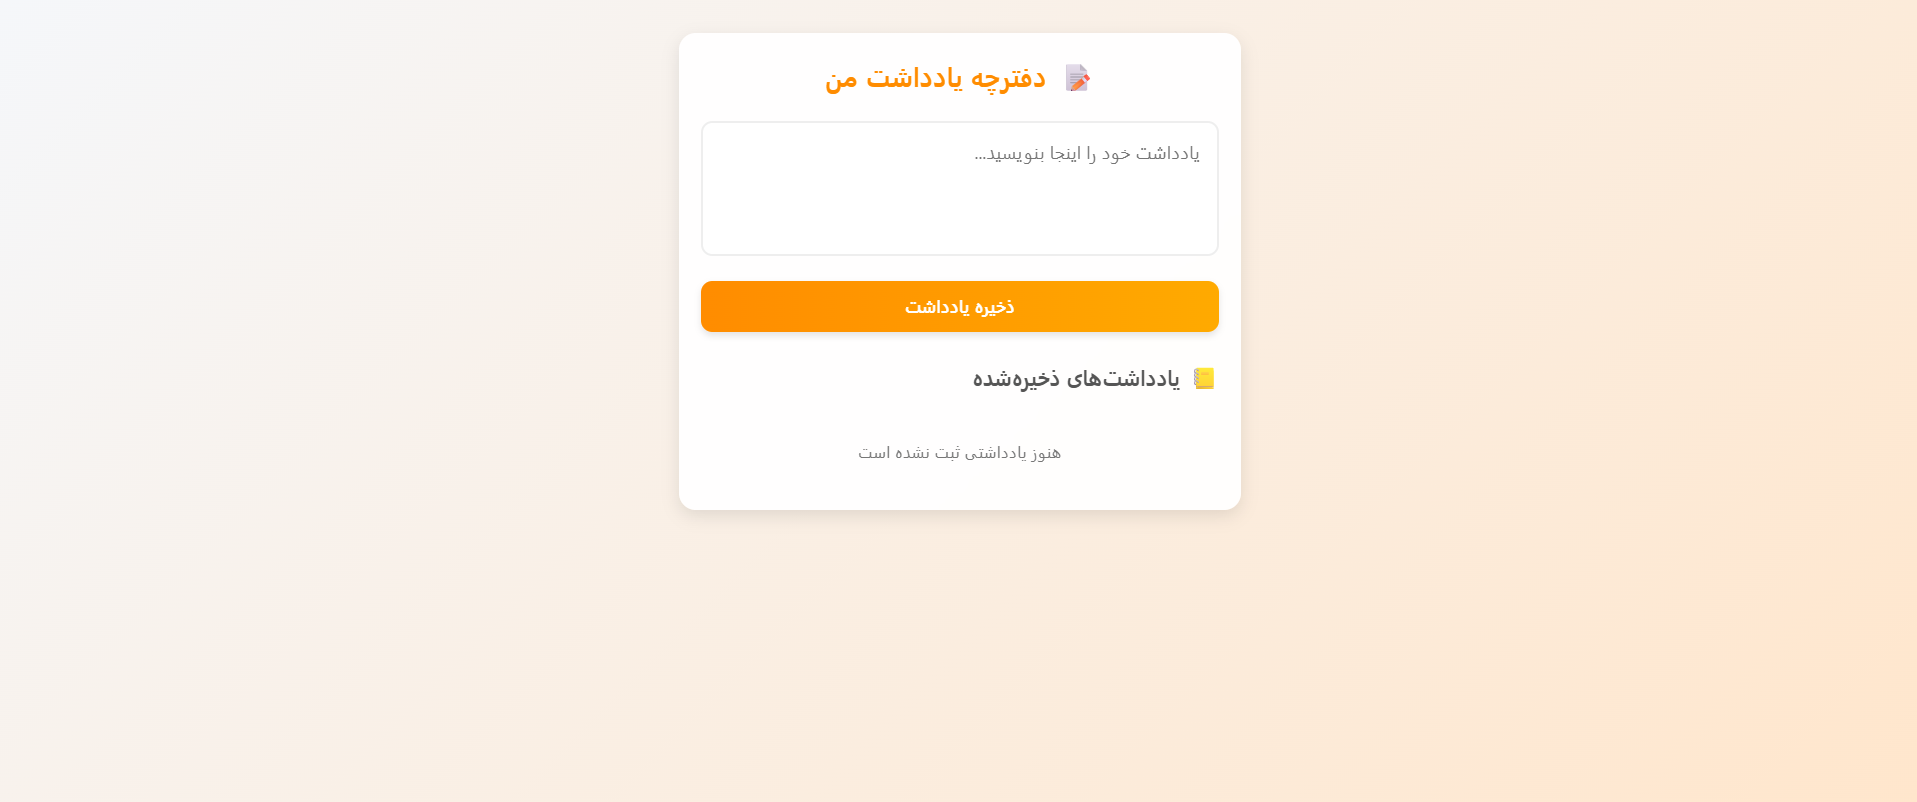 دفترچه یادداشت من
یادداشت خود را اینجا بنویسید...
ذخیره یادداشت
یادداشت‌های ذخیره‌شده
هنوز یادداشتی ثبت نشده است